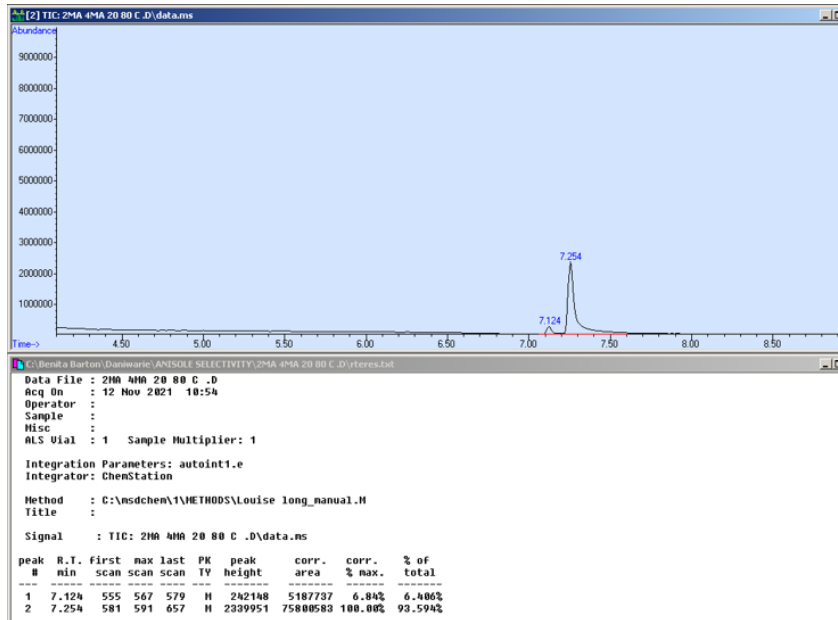 [2] TIC: 2MA 4MA 20 80 C .D\data.ms
Abundance
9000000
8000000
7000000
6000000
5000000
4000000
3000000
2000000
1000000
7.254
7.124
Time-->
4.50 5.00 5.50 6.00 6.50 7.00 7.50 8.00 8.50
C:\Benita Barton\Daniwarie\ANISOLE SELECTIVITY\2MA 4MA 20 80 C .D\rteres.txt
Data File : 2MA 4MA 20 80 C .D
Acq On : 12 Nov 2021 10:54
Operator :
Sample :
Misc :
ALS Vial : 1 Sample Multiplier: 1
Integration Parameters: autoint1.e
Integrator: ChemStation
Method : C:\msdchem\1\METHODS\Louise long_manual.M
Title :
Signal : TIC: 2MA 4MA 20 80 C .D\data.ms
peak R.T. first max last PK peak corr. corr. % of
# min scan scan scan TY height area % max. total
--- ----- ----- ---- ---- --- ------- ------- ------ -------
1 7.124 555 567 579 M 242148 5187737 6.84% 6.406%
2 7.254 581 591 657 M 2339951 75800583 100.00% 93.594%